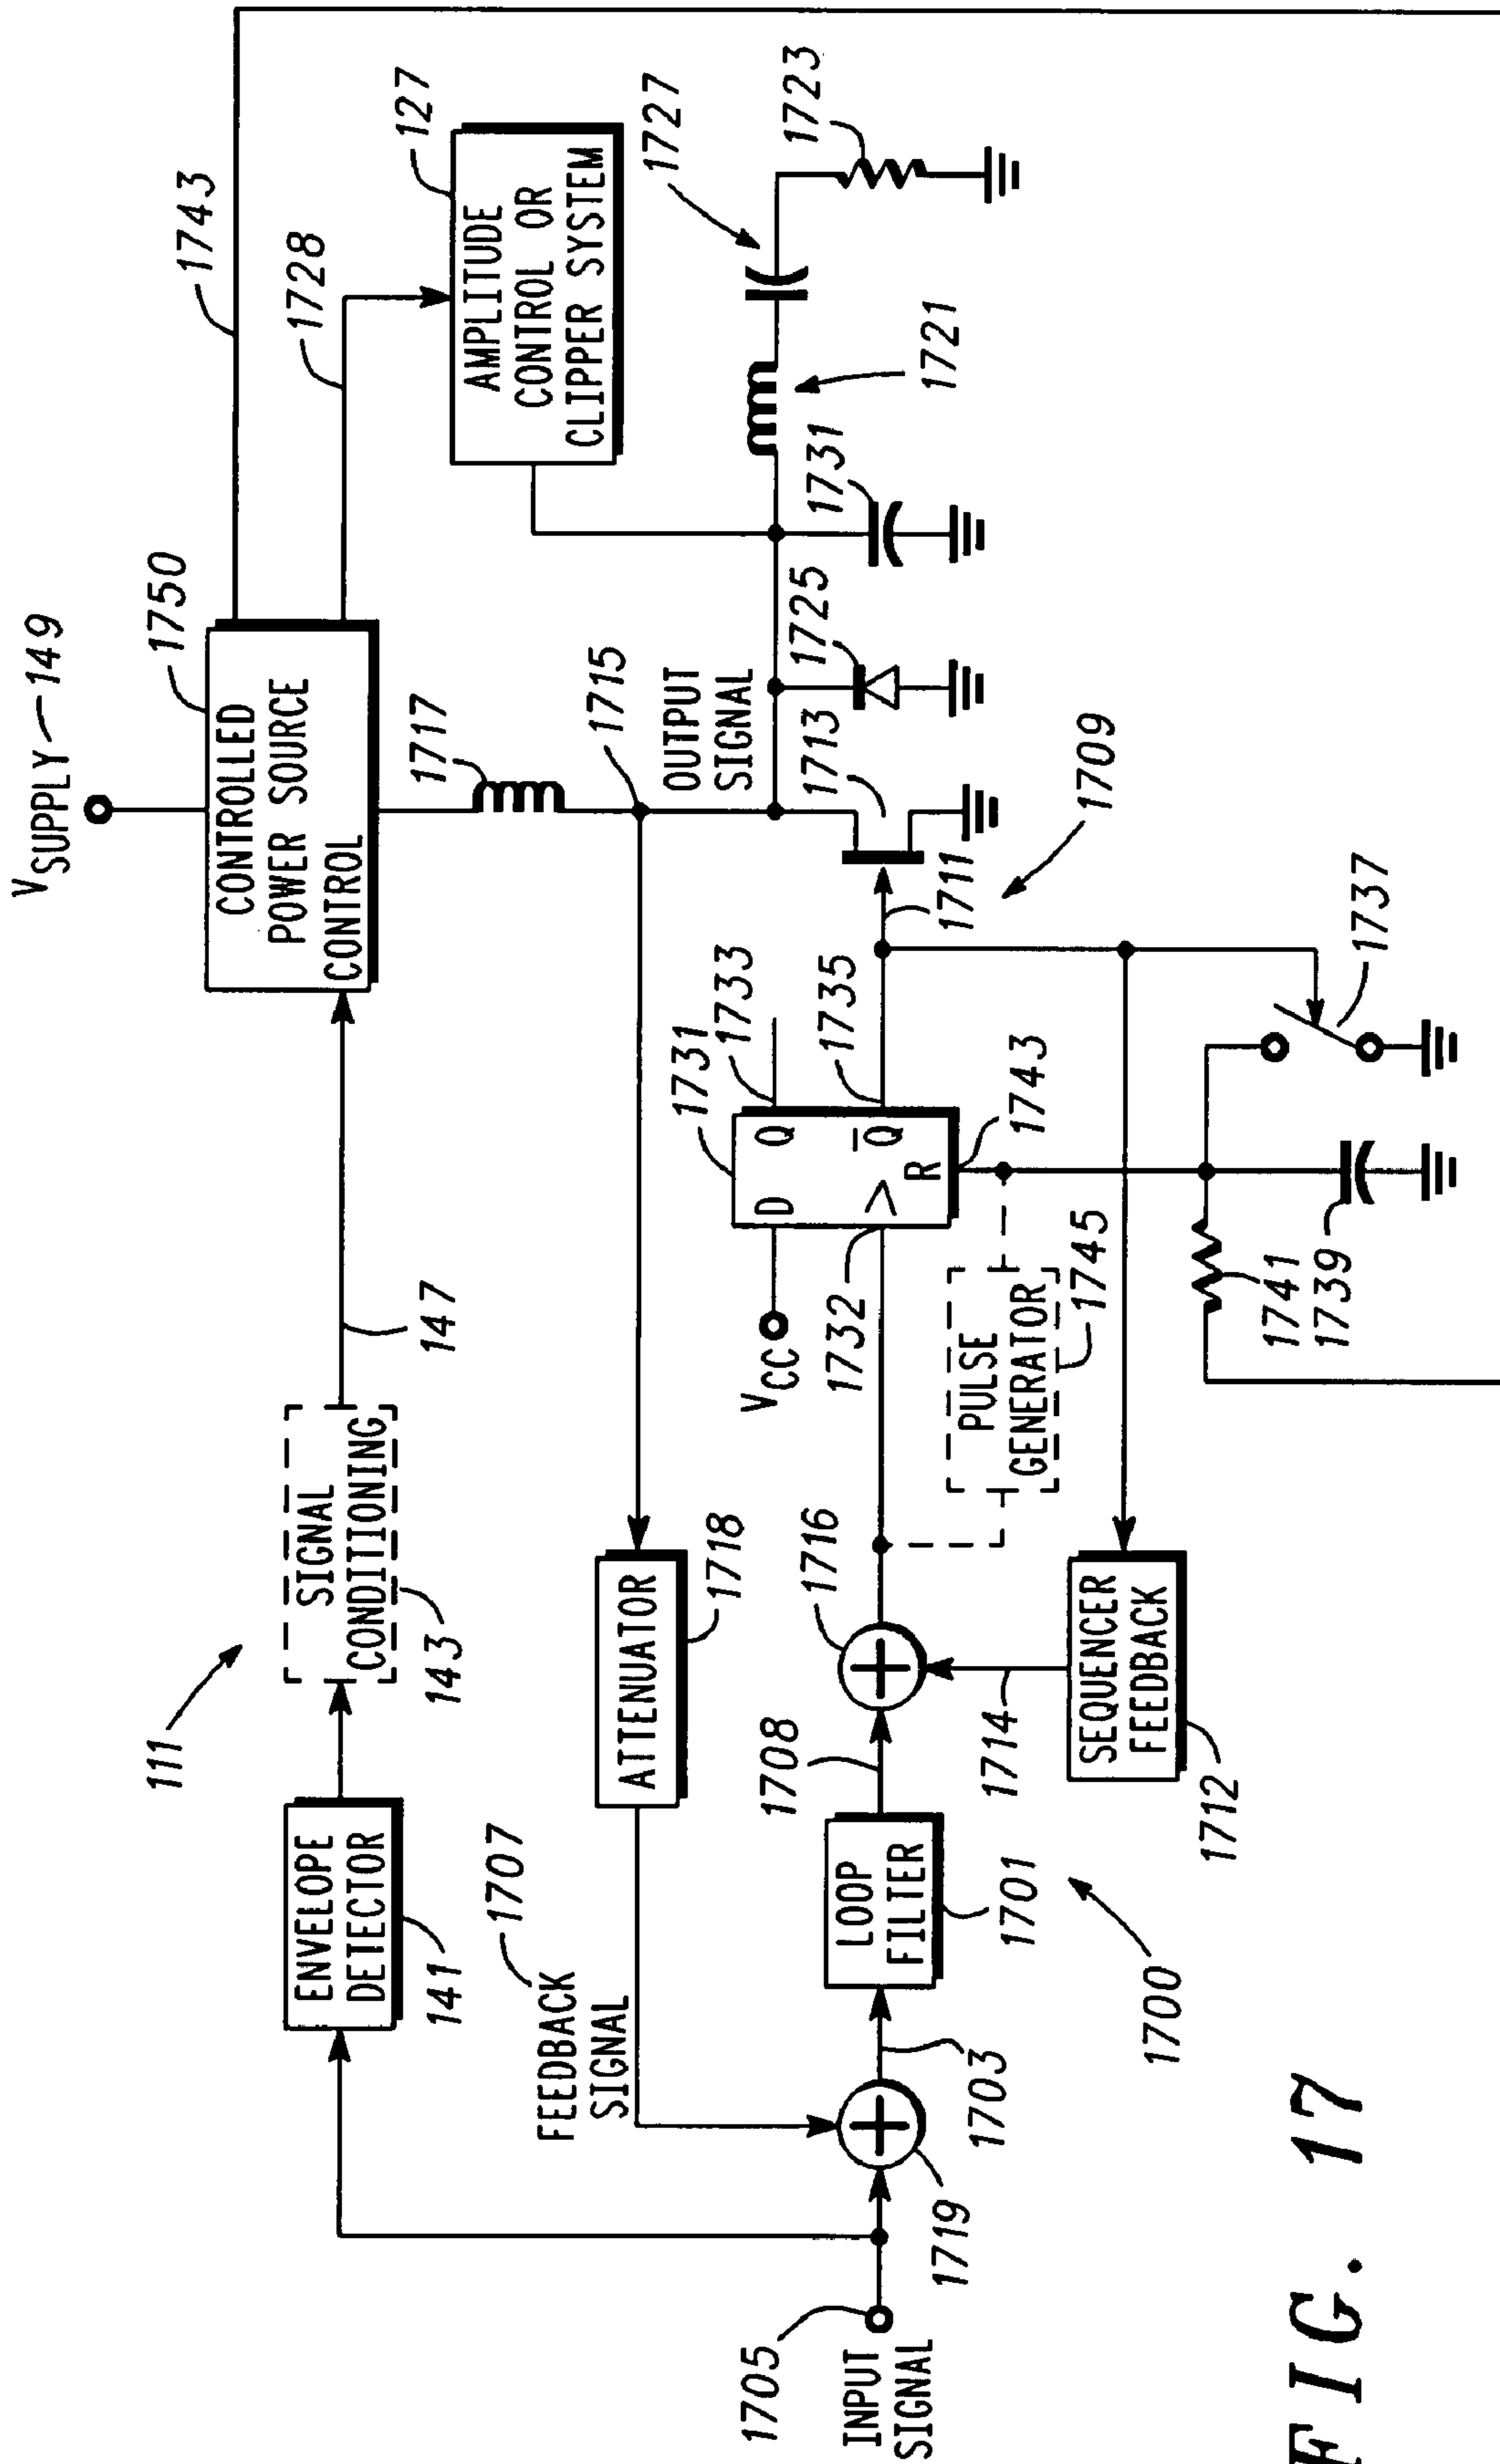 VSUPPLY 149
1743
1750
CONTROLLED
POWER SOURCE
CONTROL
1728
127
AMPLITUDE
CONTROL OR
CLIPPER SYSTEM
111
SIGNAL
CONDITIONING
143
147
ENVELOPE
DETECTOR
141
1717
1715
1727
1723
1721
OUTPUT
SIGNAL
1725
1731
1713
FEEDBACK
SIGNAL
1707
ATTENUATOR
1718
VCC
1731
1733
D Q
> Q̅
R
1732
1735
1711
1709
1743
1705
INPUT
SIGNAL
1719
1703
LOOP
FILTER
1701
1708
1716
PULSE
GENERATOR
1745
1714
SEQUENCER
FEEDBACK
1712
1700
1741
1739
1737
FIG. 17